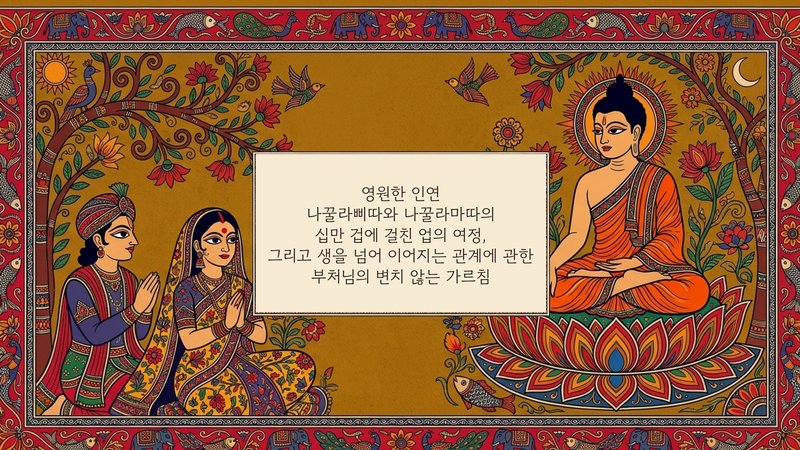 영원한 인연
나꿀라삐따와 나꿀라마따의
십만 겁에 걸친 업의 여정,
그리고 생을 넘어 이어지는 관계에 관한
부처님의 변치 않는 가르침